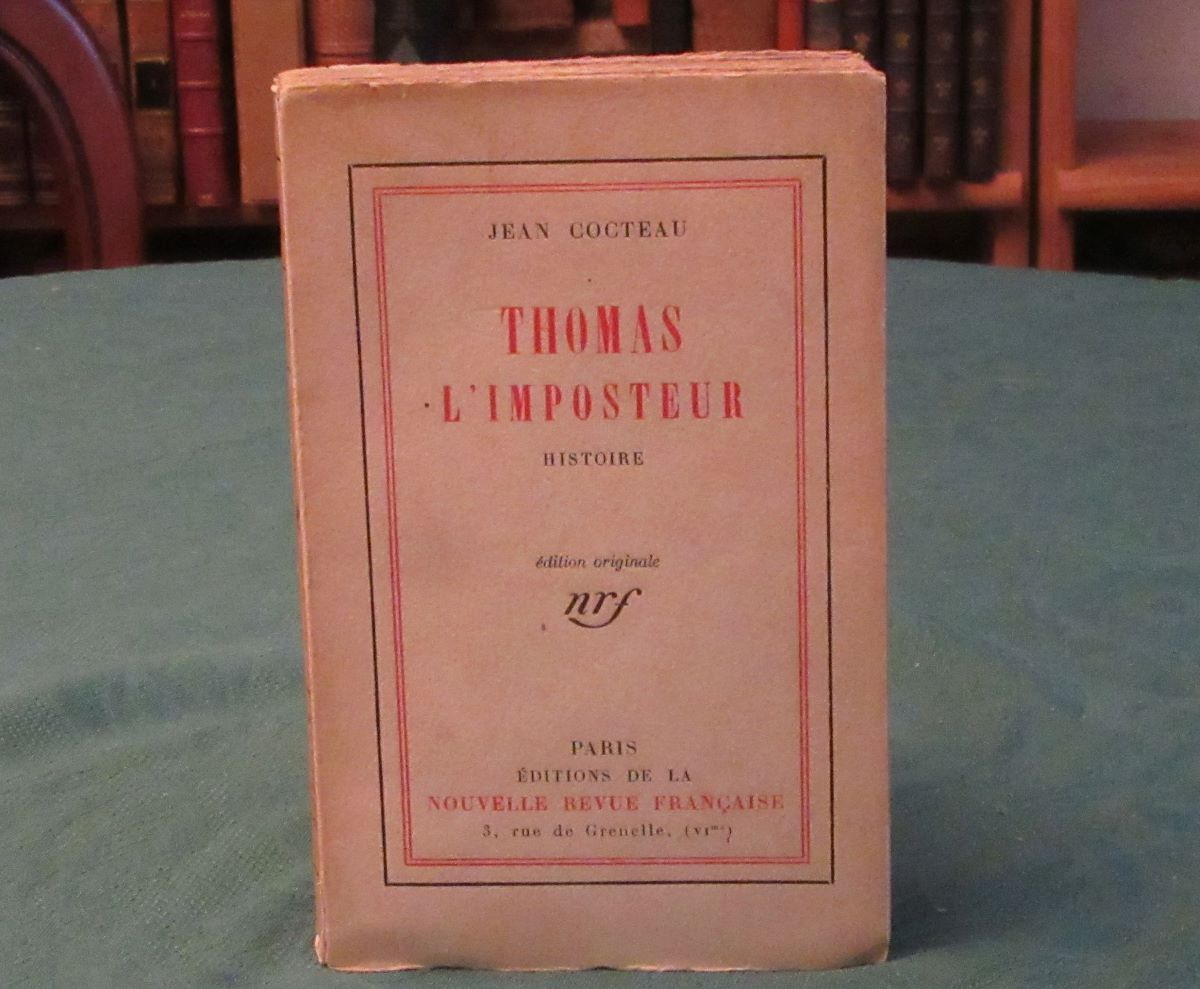 JEAN COCTEAU
THOMAS
L'IMPOSTEUR
HISTOIRE
édition originale
nrf
PARIS
ÉDITIONS DE LA
NOUVELLE REVUE FRANÇAISE
3, rue de Grenelle, (VIᵐᵉ)